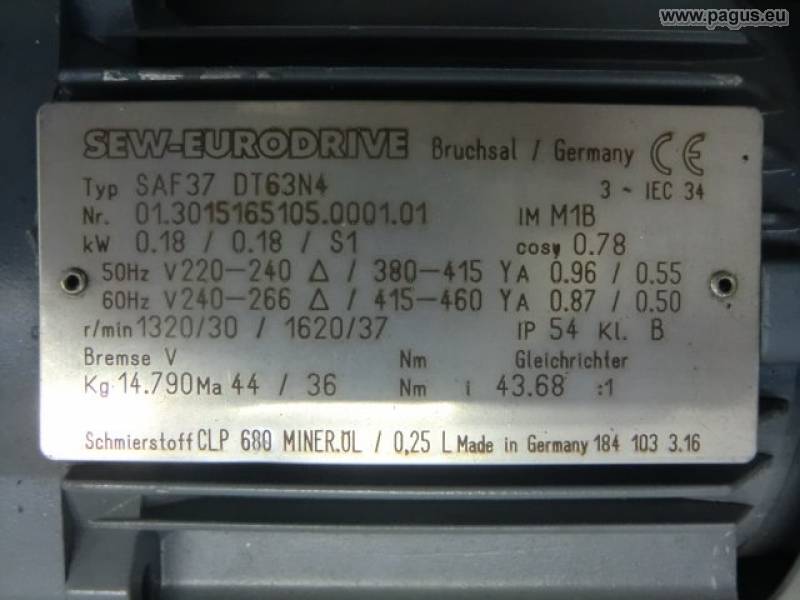 www.pagus.eu
SEW-EURODRIVE Bruchsal / Germany CE
Typ SAF37 DT63N4 3 ~ IEC 34
Nr. 01.3015165105.0001.01 IM M1B
kW 0.18 / 0.18 / S1 cosφ 0.78
50Hz V 220-240 Δ / 380-415 Y A 0.96 / 0.55
60Hz V 240-266 Δ / 415-460 Y A 0.87 / 0.50
r/min 1320/30 / 1620/37 IP 54 Kl. B
Bremse V Nm Gleichrichter
Kg 14.790 Ma 44 / 36 Nm i 43.68 :1
Schmierstoff CLP 680 MINER.ÖL / 0,25 L Made in Germany 184 103 3.16